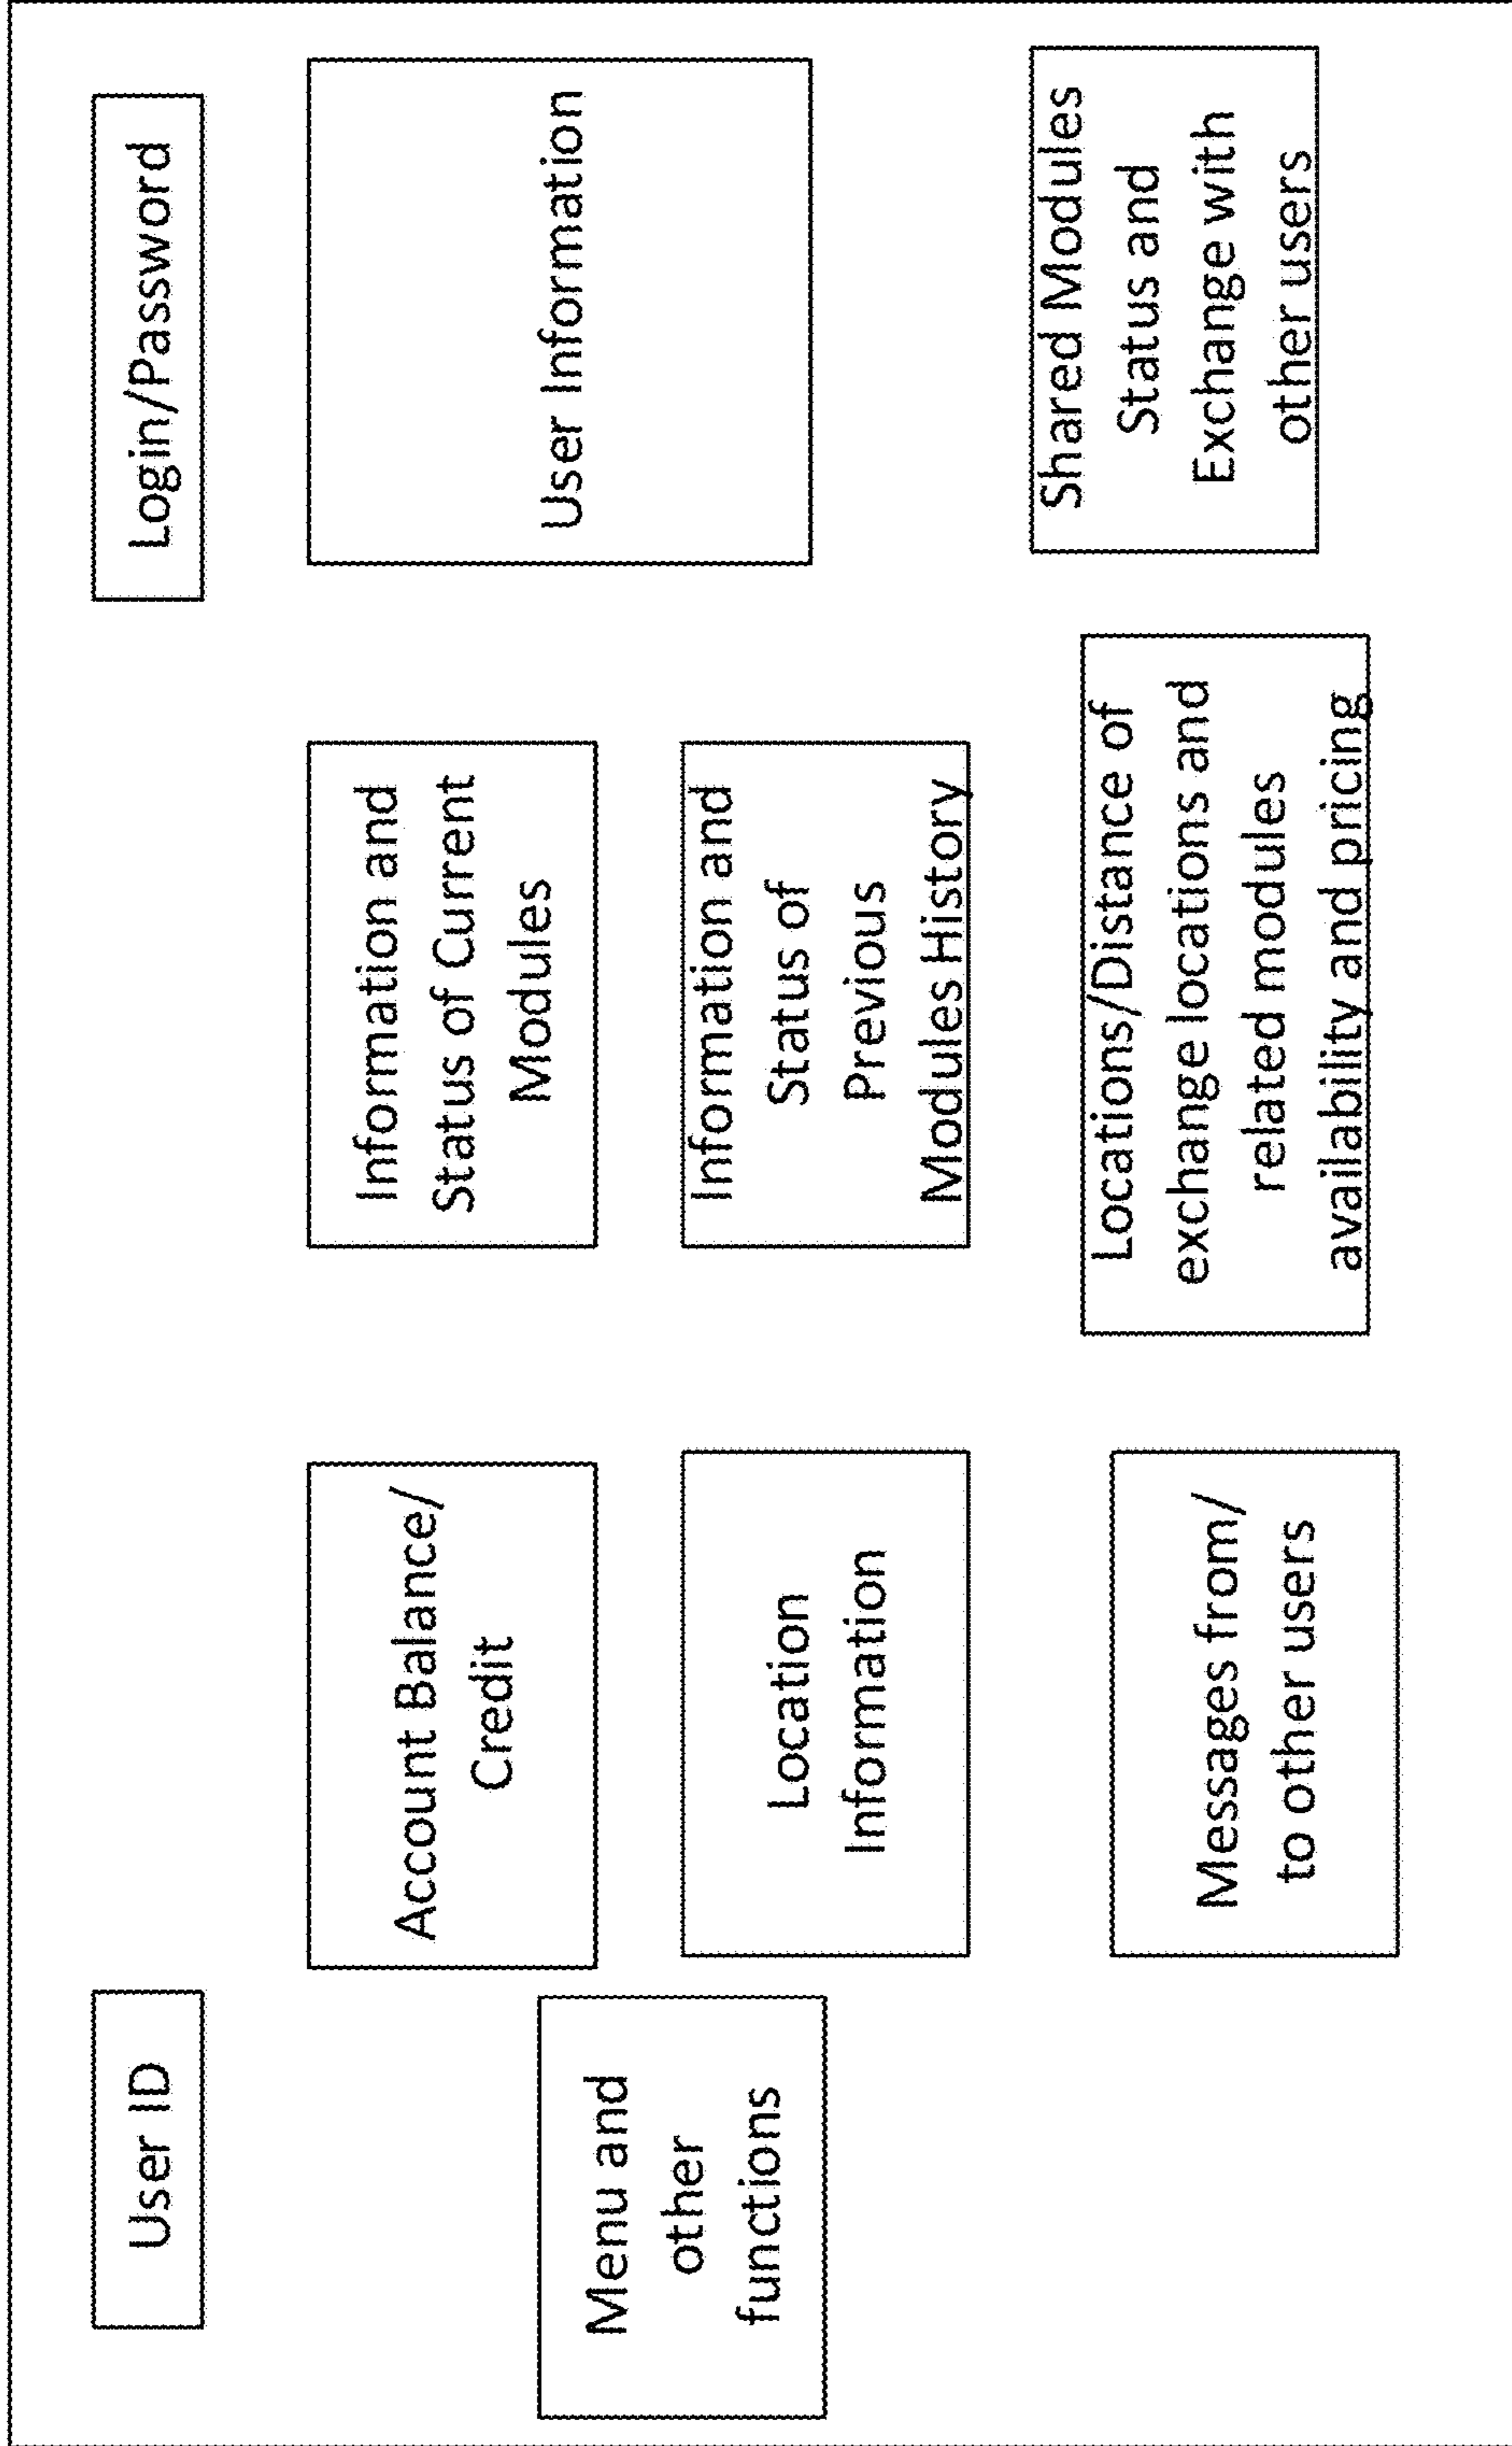 User ID
Login/Password
Menu and
other
functions
Account Balance/
Credit
Information and
Status of Current
Modules
User Information
Location
Information
Information and
Status of
Previous
Modules History
Messages from/
to other users
Locations/Distance of
exchange locations and
related modules
availability and pricing
Shared Modules
Status and
Exchange with
other users